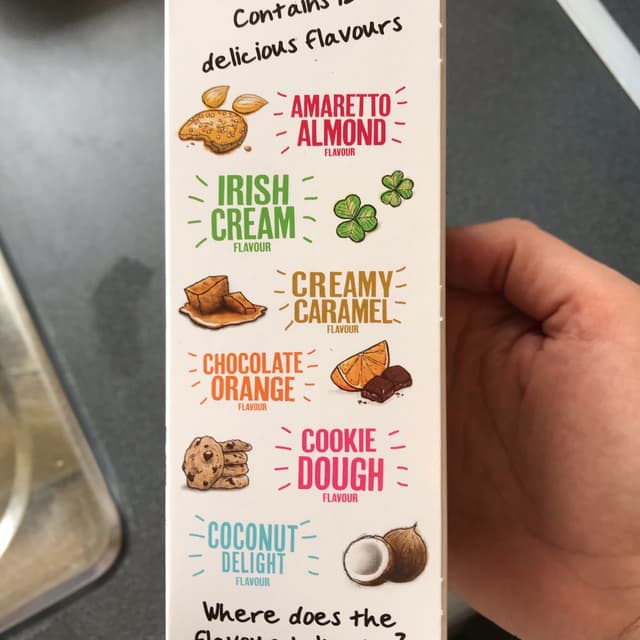 Contains 12
delicious flavours
AMARETTO
ALMOND
FLAVOUR
IRISH
CREAM
FLAVOUR
CREAMY
CARAMEL
FLAVOUR
CHOCOLATE
ORANGE
FLAVOUR
COOKIE
DOUGH
FLAVOUR
COCONUT
DELIGHT
FLAVOUR
Where does the